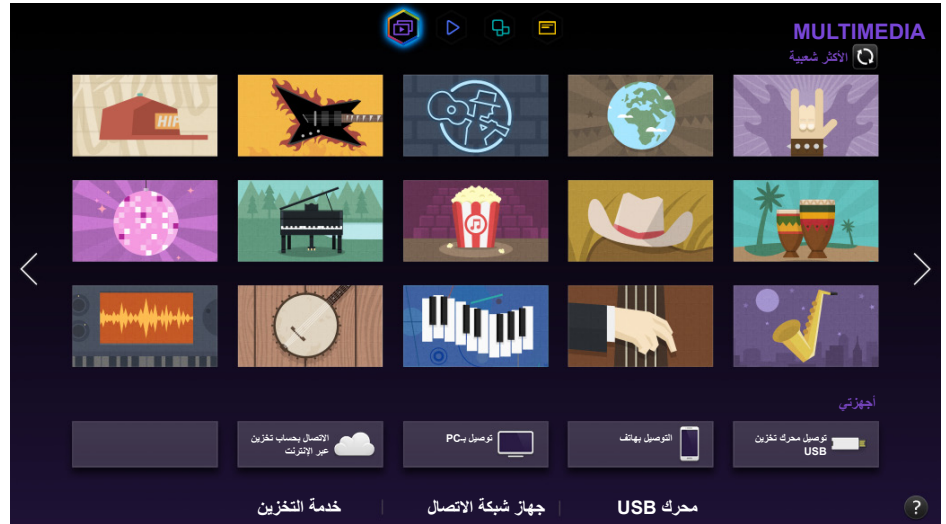 MULTIMEDIA
الأكثر شعبية
HIP
أجهزتي
توصيل محرك تخزين
USB
التوصيل بهاتف
توصيل بـPC
الاتصال بحساب تخزين
عبر الإنترنت
محرك USB
جهاز شبكة الاتصال
خدمة التخزين
?